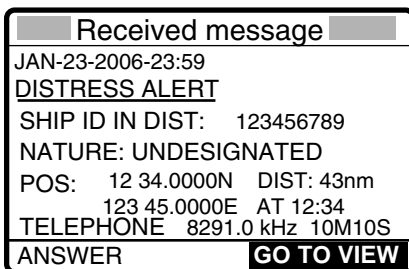 Received message
JAN-23-2006-23:59
DISTRESS ALERT
SHIP ID IN DIST: 123456789
NATURE: UNDESIGNATED
POS: 12 34.0000N DIST: 43nm
123 45.0000E AT 12:34
TELEPHONE 8291.0 kHz 10M10S
ANSWER GO TO VIEW